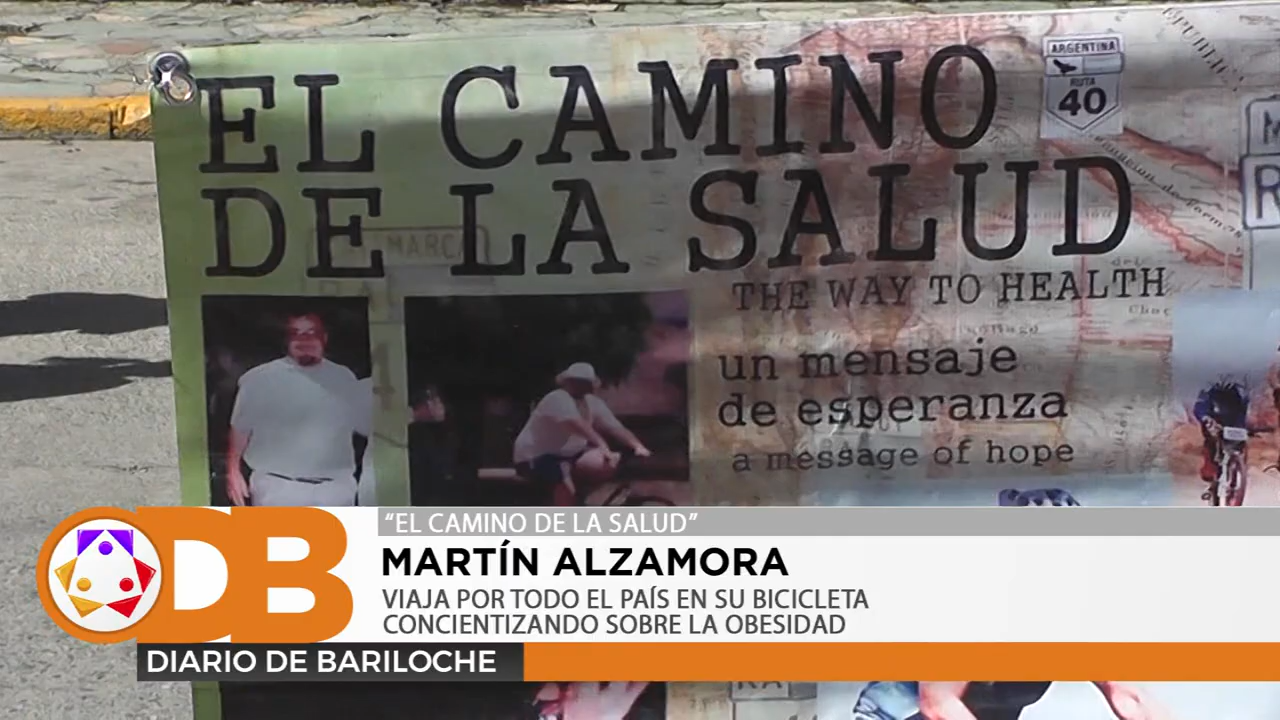 EL CAMINO
DE LA SALUD
THE WAY TO HEALTH
un mensaje
de esperanza
a message of hope
ARGENTINA
RUTA
40
MARCA
DB
“EL CAMINO DE LA SALUD”
MARTÍN ALZAMORA
VIAJA POR TODO EL PAÍS EN SU BICICLETA
CONCIENTIZANDO SOBRE LA OBESIDAD
DIARIO DE BARILOCHE